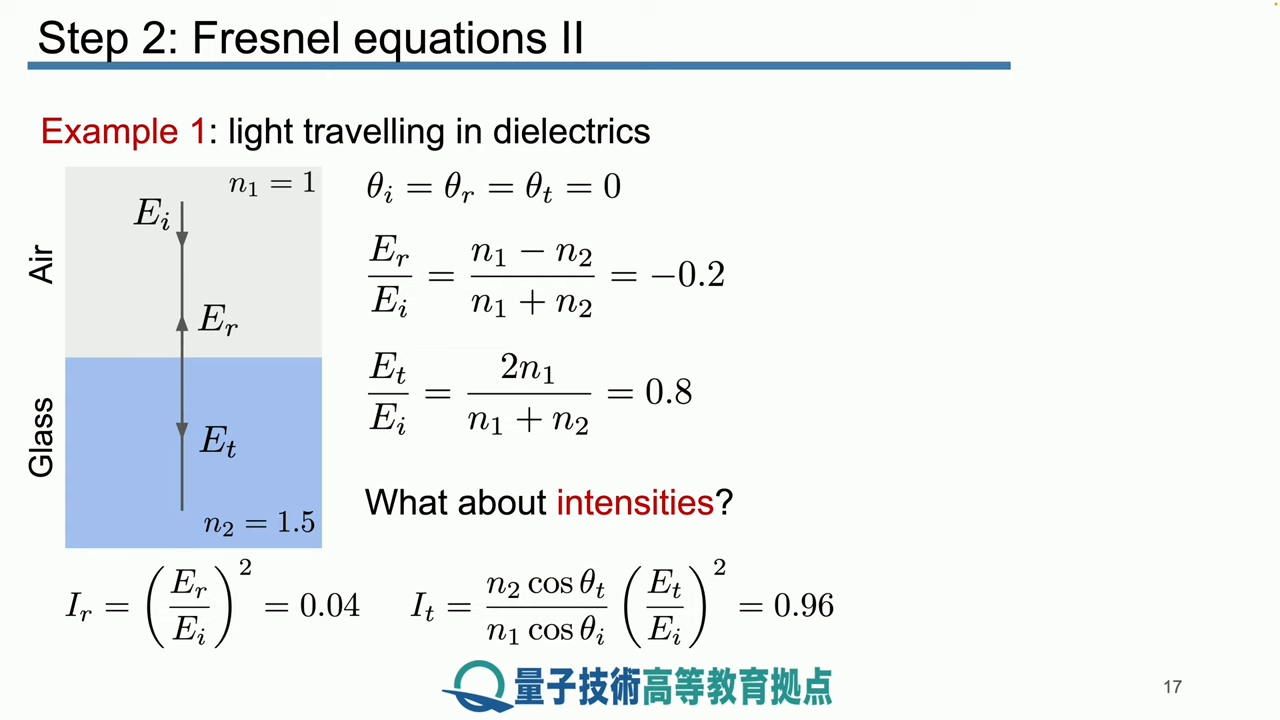 Step 2: Fresnel equations II
Example 1: light travelling in dielectrics
Air
n₁ = 1
Eᵢ
Eᵣ
Glass
Eₜ
n₂ = 1.5
θᵢ = θᵣ = θₜ = 0
Eᵣ/Eᵢ = (n₁ − n₂)/(n₁ + n₂) = −0.2
Eₜ/Eᵢ = 2n₁/(n₁ + n₂) = 0.8
What about intensities?
Iᵣ = (Eᵣ/Eᵢ)² = 0.04
Iₜ = (n₂ cos θₜ)/(n₁ cos θᵢ) (Eₜ/Eᵢ)² = 0.96
量子技術高等教育拠点
17